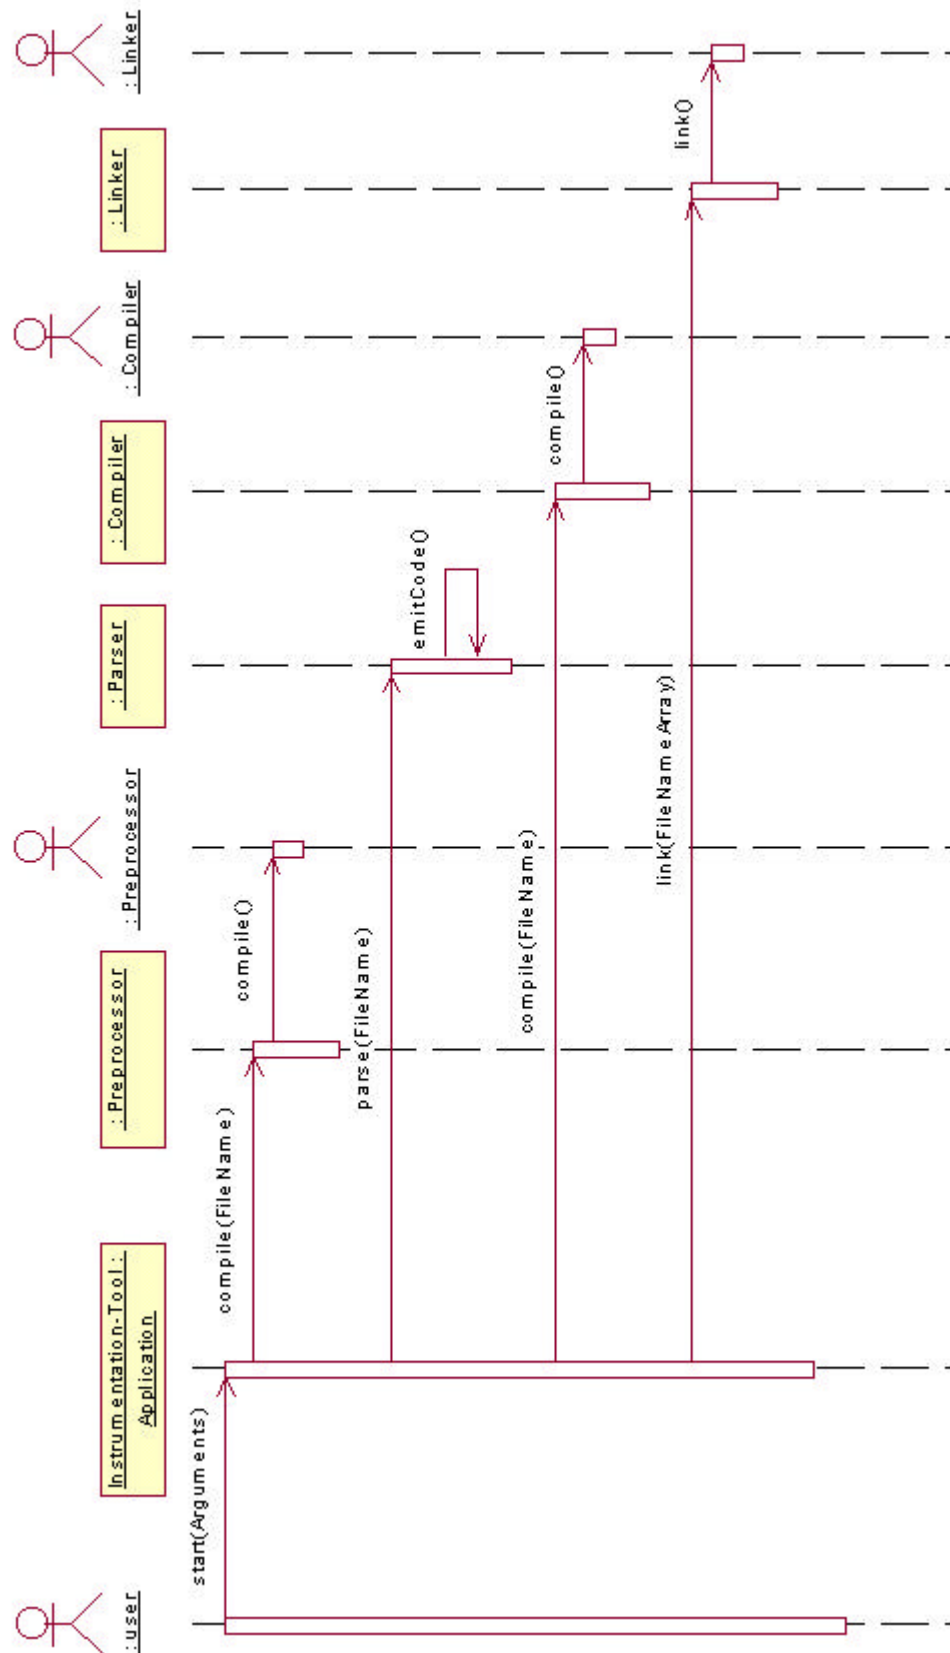 :user
Instrumentation-Tool :
Application
:Preprocessor
:Preprocessor
:Parser
:Compiler
:Compiler
:Linker
:Linker
start(Arguments)
compile(FileName)
compile()
parse(FileName)
emitCode()
compile(FileName)
compile()
link(FileNameArray)
link()